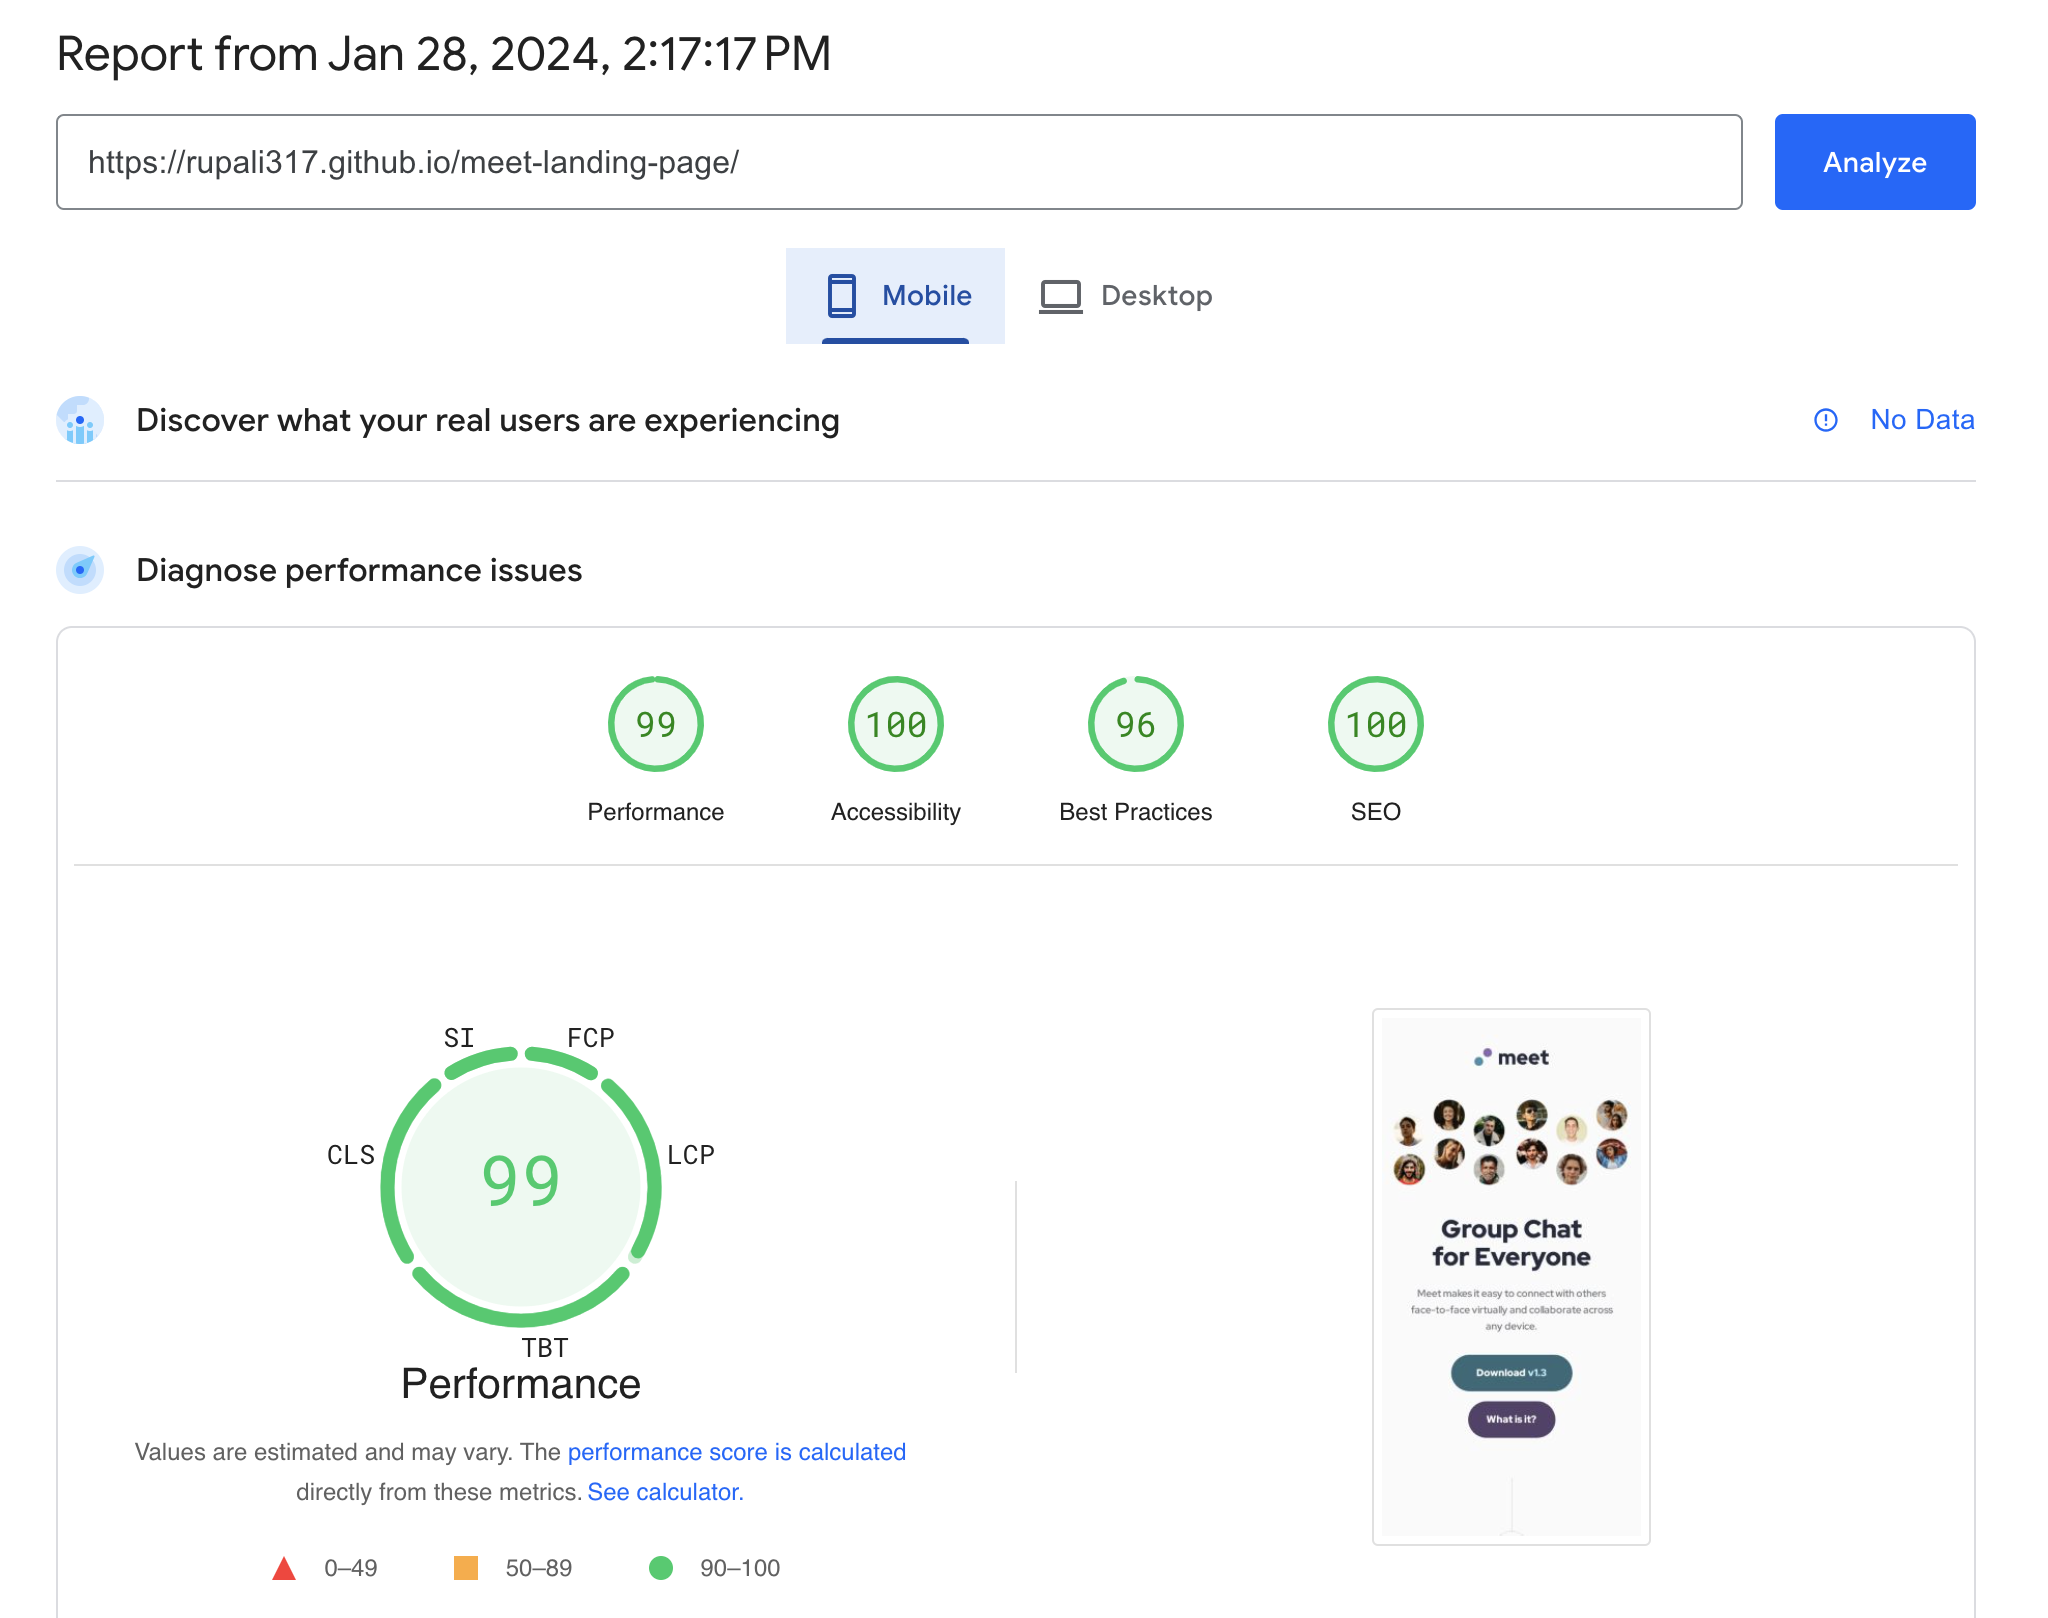 Report from Jan 28, 2024, 2:17:17 PM
https://rupali317.github.io/meet-landing-page/
Analyze
Mobile
Desktop
Discover what your real users are experiencing
No Data
Diagnose performance issues
99
100
96
100
Performance
Accessibility
Best Practices
SEO
SI
FCP
CLS
LCP
99
TBT
Performance
Values are estimated and may vary. The performance score is calculated
directly from these metrics. See calculator.
0–49
50–89
90–100
meet
Group Chat
for Everyone
Meet makes it easy to connect with others
face-to-face virtually and collaborate across
any device.
Download v1.3
What is it?